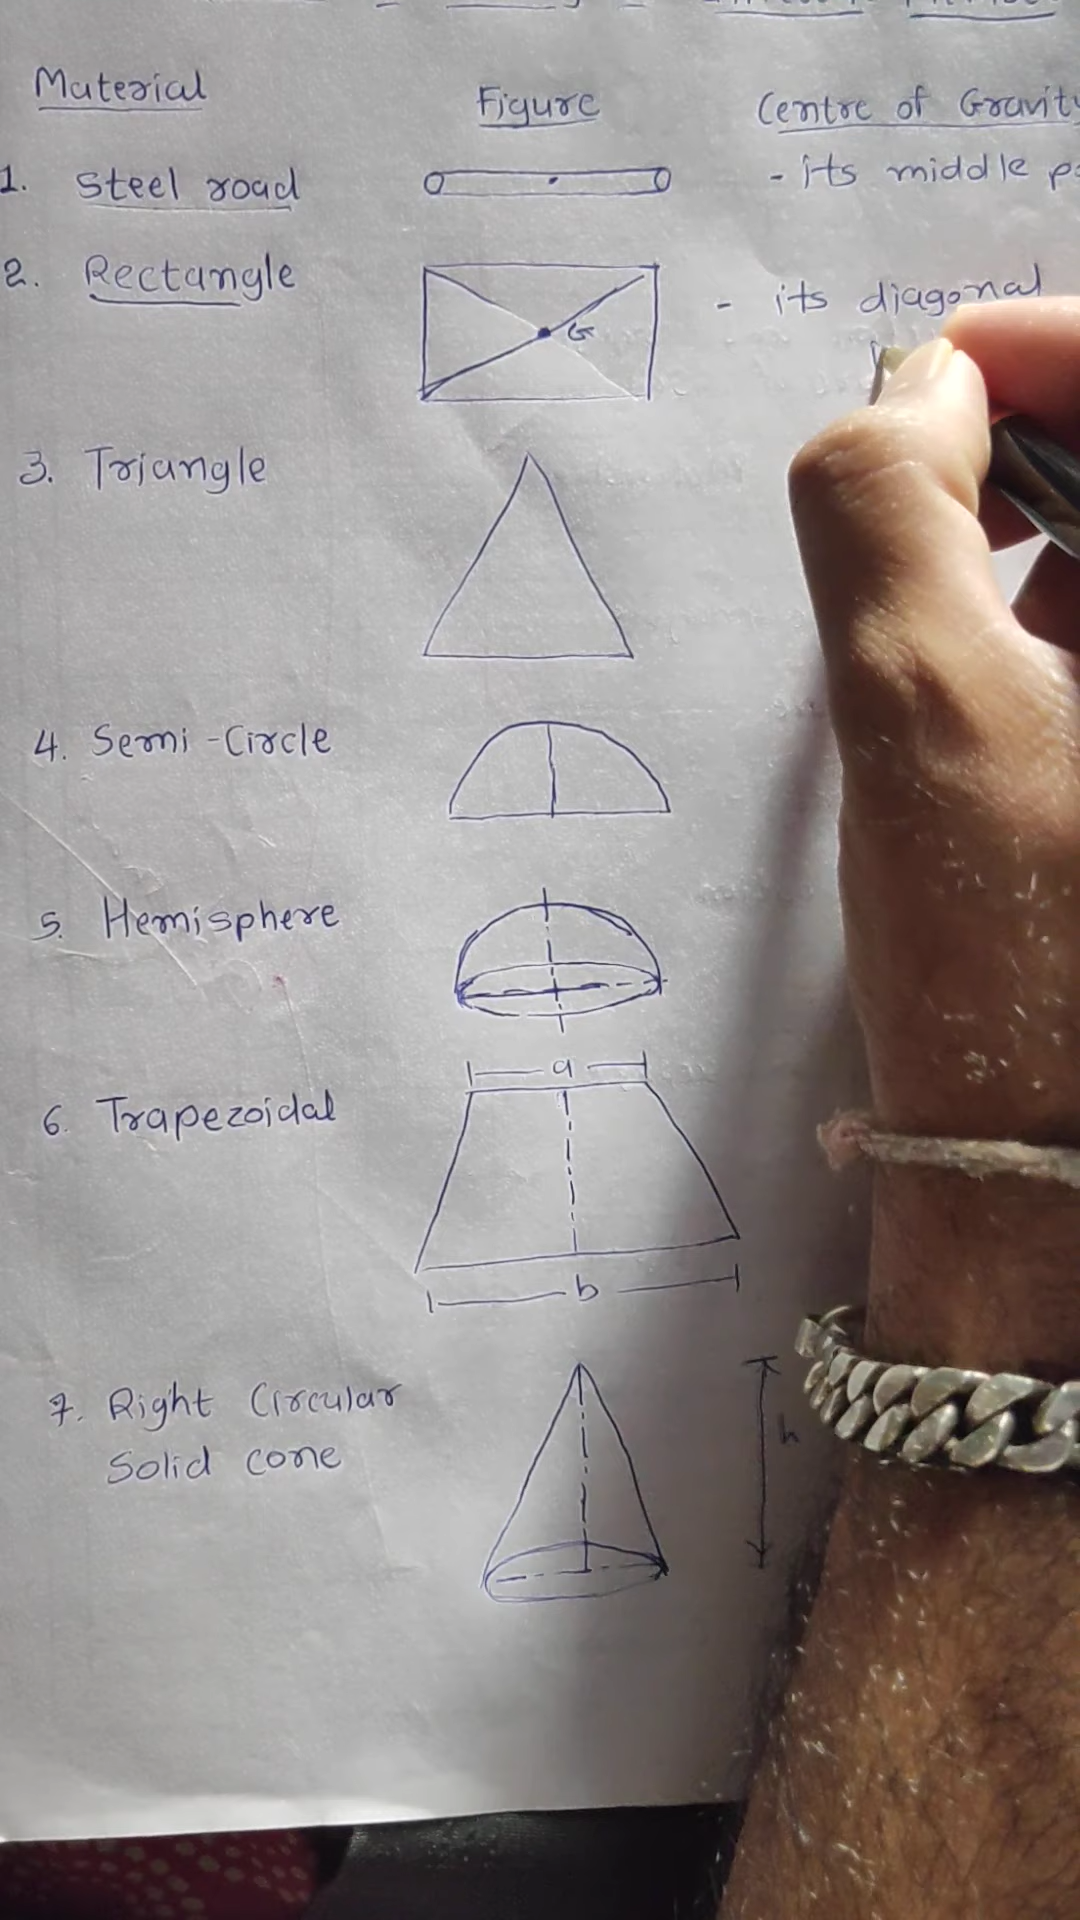 Material Figure Centre of Gravity
1. Steel road - its middle
2. Rectangle G - its diagonal
3. Triangle
4. Semi-Circle
5. Hemisphere
a
6. Trapezoidal
b
7. Right Circular
Solid cone
h